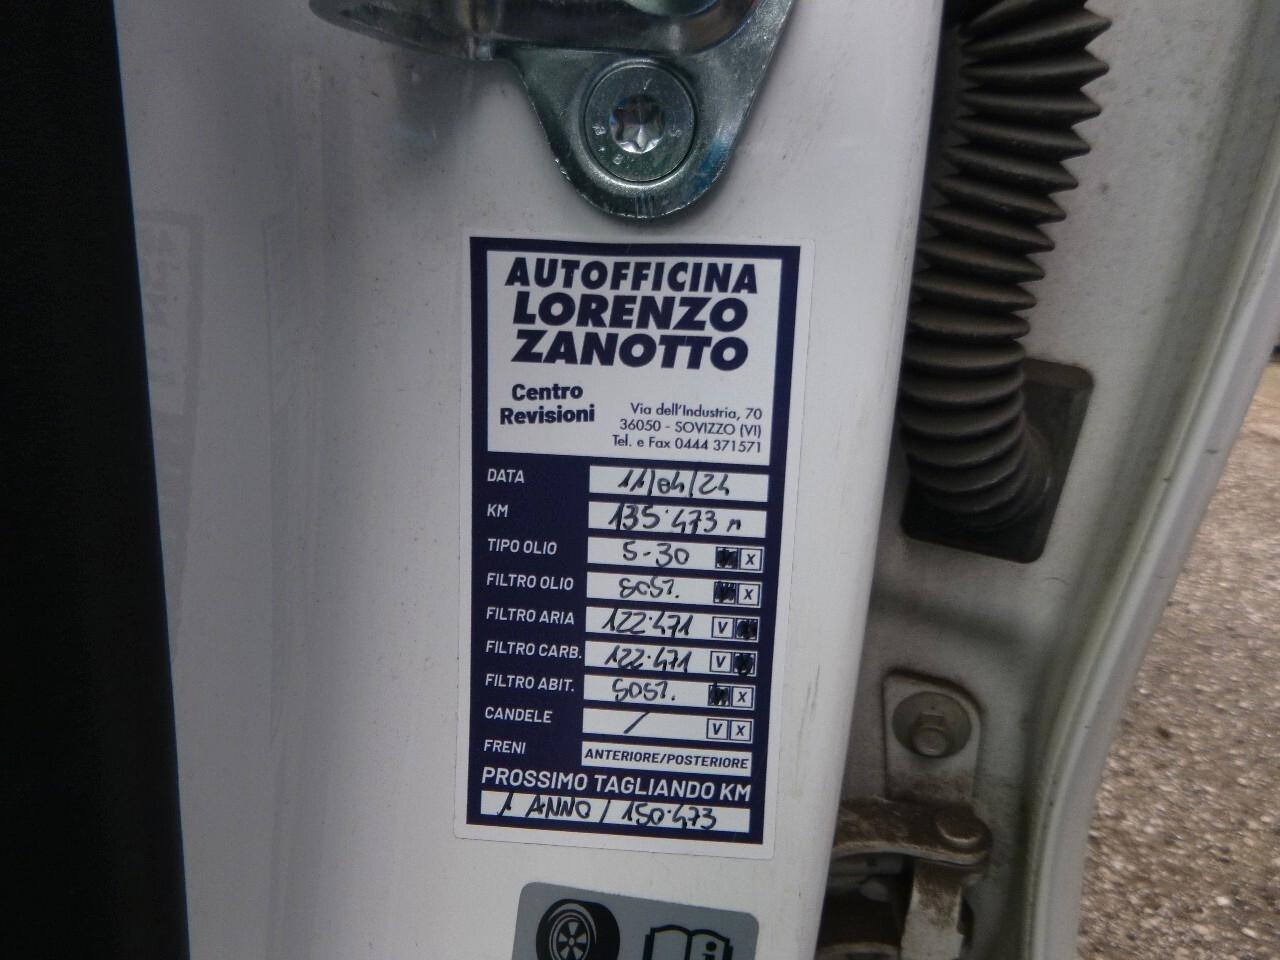 AUTOFFICINA
LORENZO
ZANOTTO
Centro
Revisioni
Via dell'Industria, 70
36050 - SOVIZZO (VI)
Tel. e Fax 0444 371571
DATA 11/04/24
KM 135.473 n
TIPO OLIO 5-30 X
FILTRO OLIO SOST. X
FILTRO ARIA 122.471 V
FILTRO CARB. 122.471 V
FILTRO ABIT. SOST. X
CANDELE / V X
FRENI ANTERIORE/POSTERIORE
PROSSIMO TAGLIANDO KM
1 ANNO / 150.473